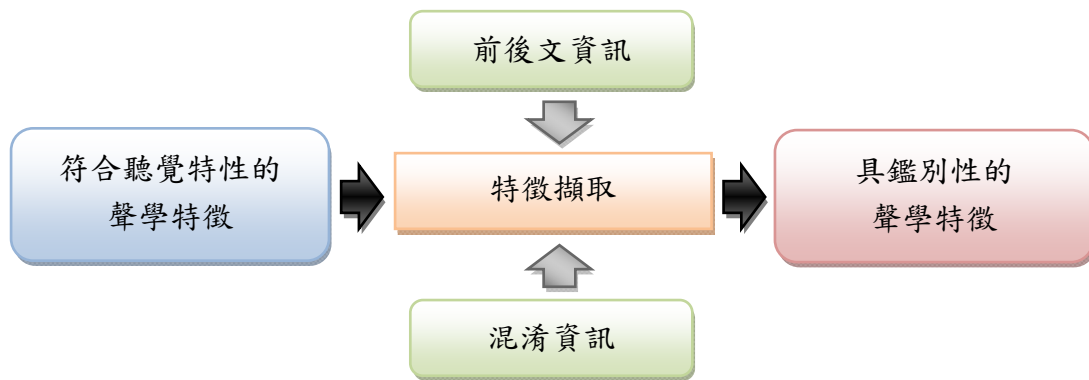 前後文資訊
符合聽覺特性的
聲學特徵
特徵擷取
具鑑別性的
聲學特徵
混淆資訊